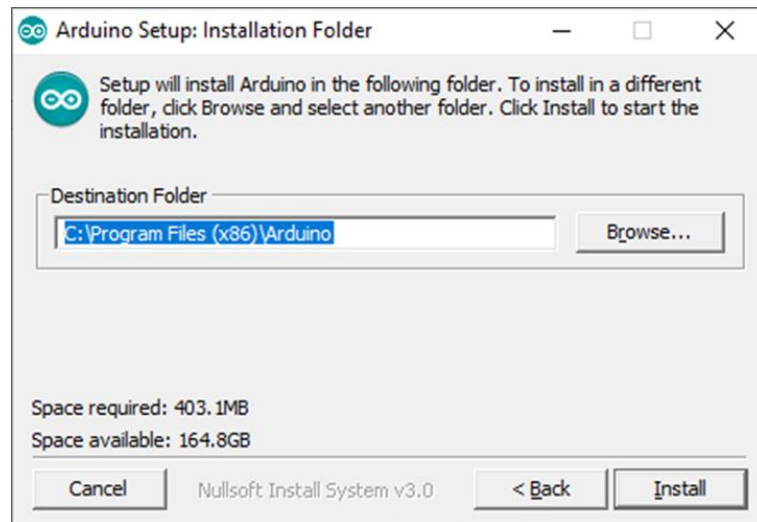 Arduino Setup: Installation Folder
Setup will install Arduino in the following folder. To install in a different
folder, click Browse and select another folder. Click Install to start the
installation.
Destination Folder
C:\Program Files (x86)\Arduino
Browse...
Space required: 403.1MB
Space available: 164.8GB
Cancel
Nullsoft Install System v3.0
< Back
Install